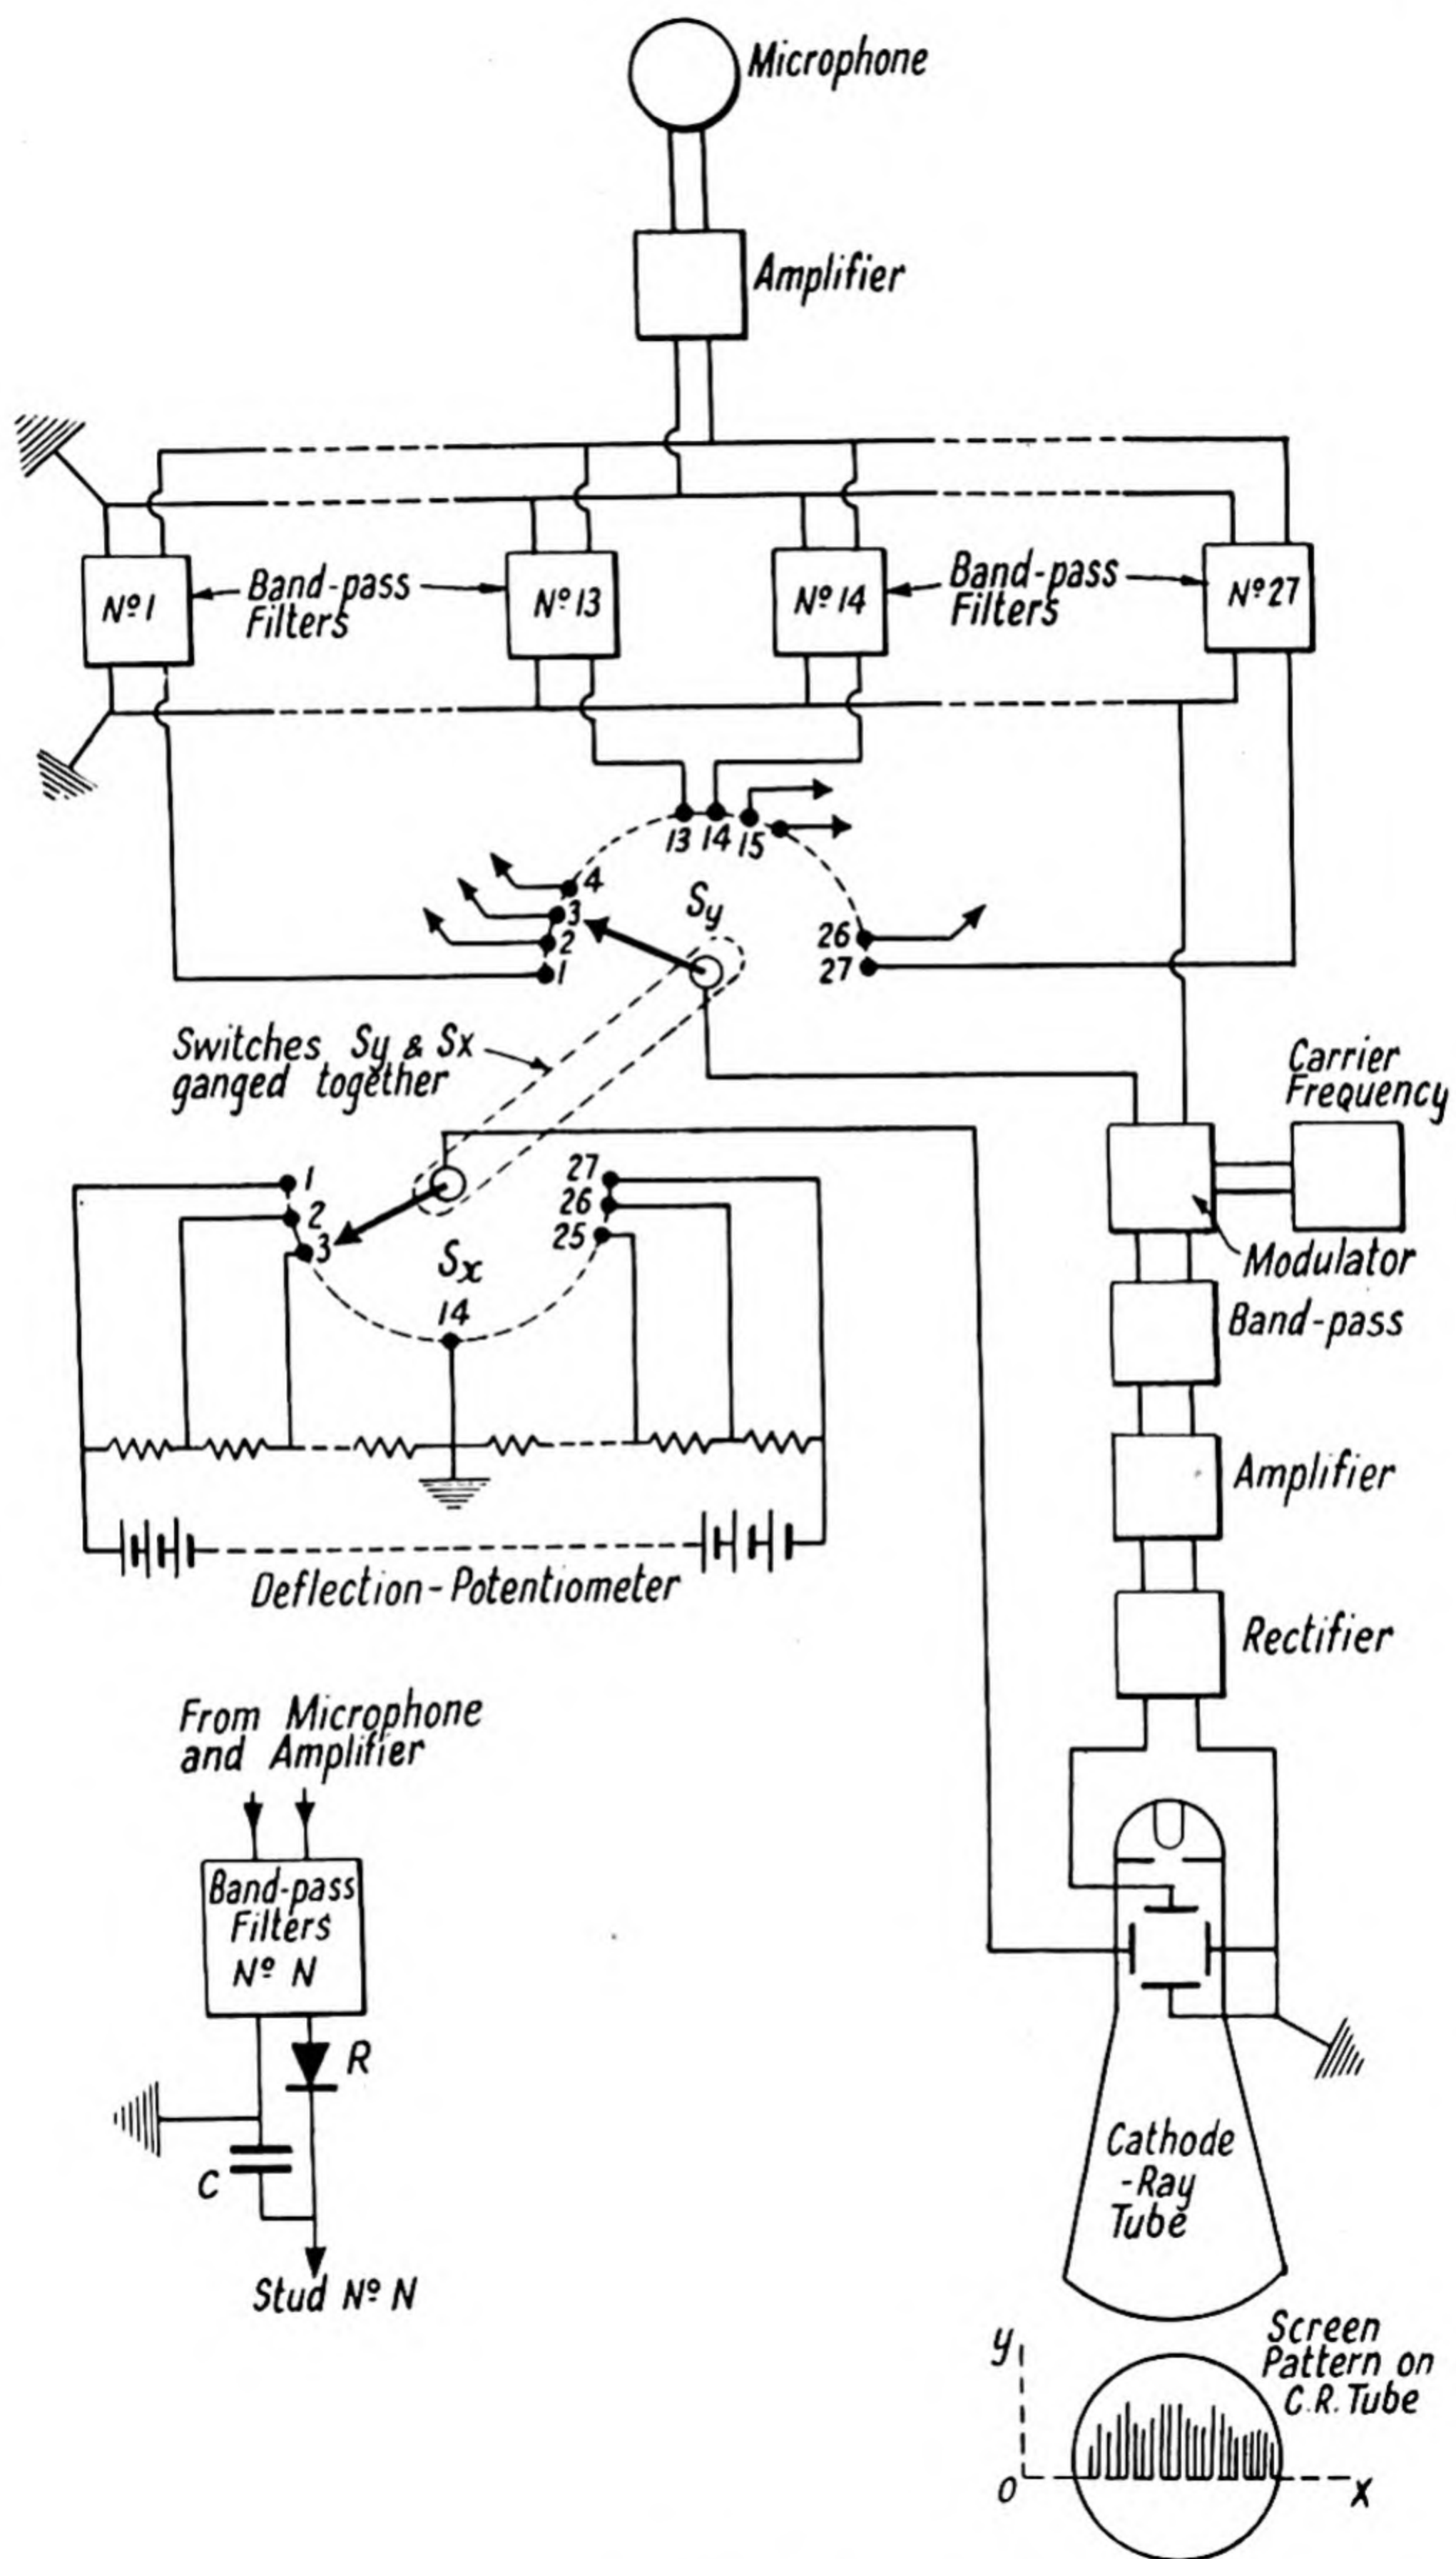 Microphone
Amplifier
Nº 1
Band-pass
Filters
Nº 13
Nº 14
Band-pass
Filters
Nº 27
13 14 15
4
3
2
1
Sy
26
27
Switches Sy & Sx
ganged together
Carrier
Frequency
1
2
3
27
26
25
Sx
14
Modulator
Band-pass
Amplifier
Deflection-Potentiometer
Rectifier
From Microphone
and Amplifier
Band-pass
Filters
Nº N
R
C
Stud Nº N
Cathode
-Ray
Tube
Screen
Pattern on
C.R. Tube
y
O
x